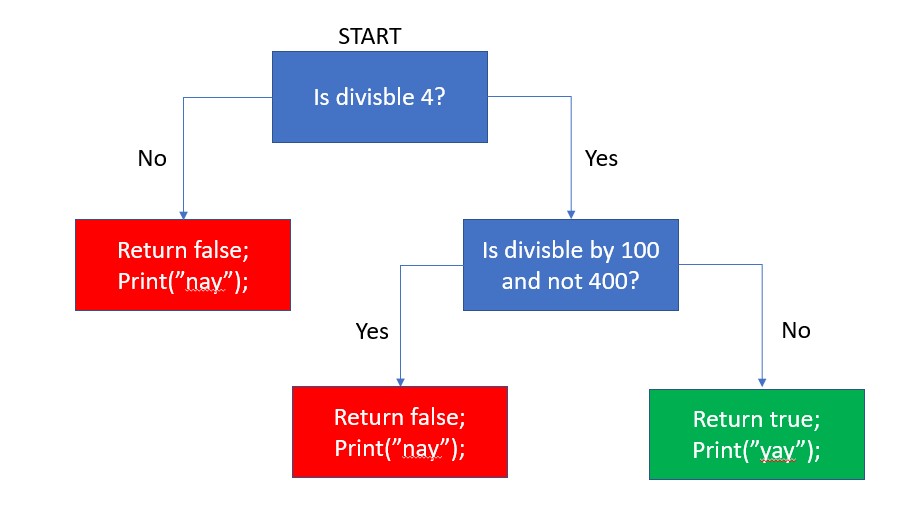 START
Is divisble 4?
No
Yes
Return false;
Print(”nay”);
Is divisble by 100
and not 400?
Yes
No
Return false;
Print(”nay”);
Return true;
Print(”yay”);